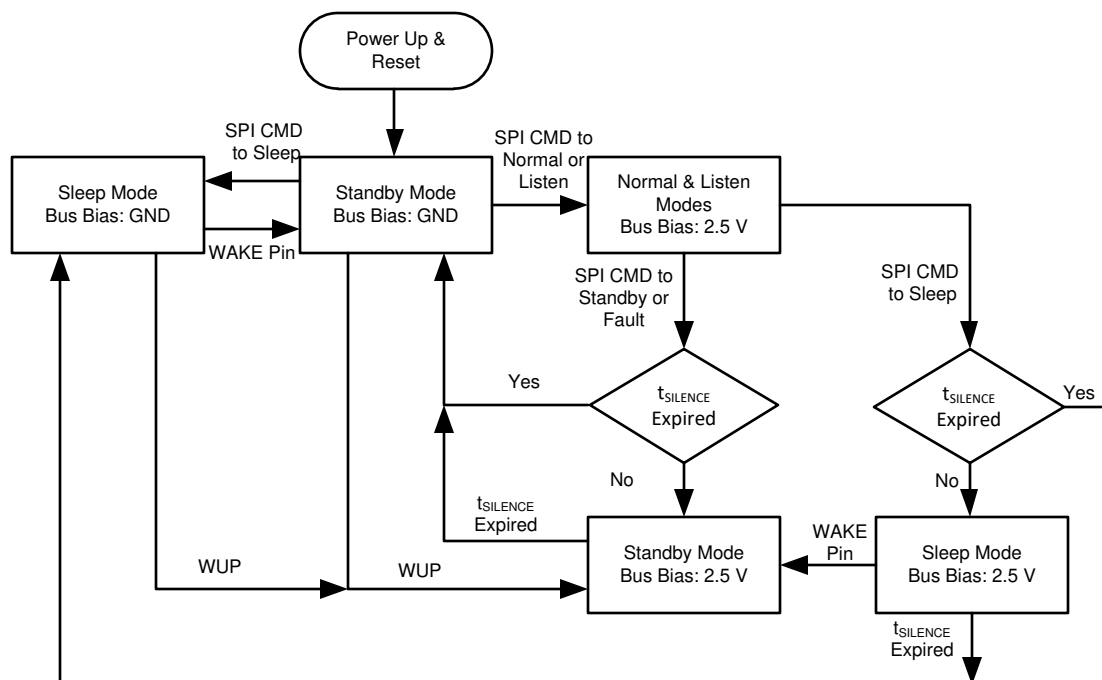 Power Up &
Reset
SPI CMD
to Sleep
SPI CMD to
Normal or
Listen
Sleep Mode
Bus Bias: GND
Standby Mode
Bus Bias: GND
Normal & Listen
Modes
Bus Bias: 2.5 V
WAKE Pin
SPI CMD to
Standby or
Fault
SPI CMD
to Sleep
Yes
tSILENCE
Expired
tSILENCE
Expired
Yes
No
No
tSILENCE
Expired
Standby Mode
Bus Bias: 2.5 V
WAKE
Pin
Sleep Mode
Bus Bias: 2.5 V
WUP
WUP
tSILENCE
Expired